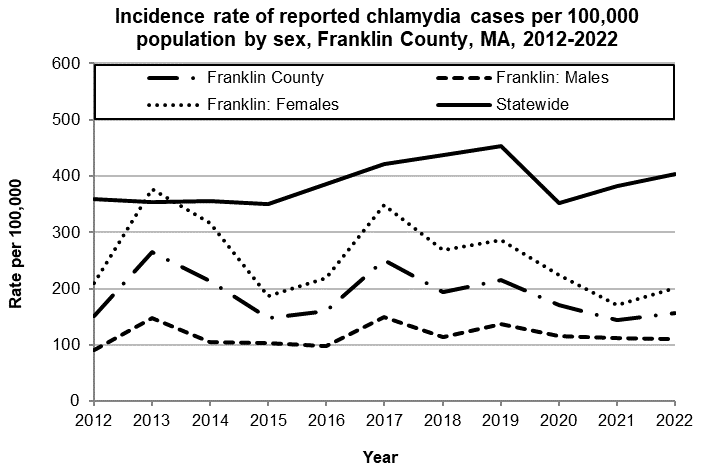 Incidence rate of reported chlamydia cases per 100,000
population by sex, Franklin County, MA, 2012-2022
Franklin County
Franklin: Males
Franklin: Females
Statewide
600
500
400
300
200
100
0
Rate per 100,000
2012 2013 2014 2015 2016 2017 2018 2019 2020 2021 2022
Year